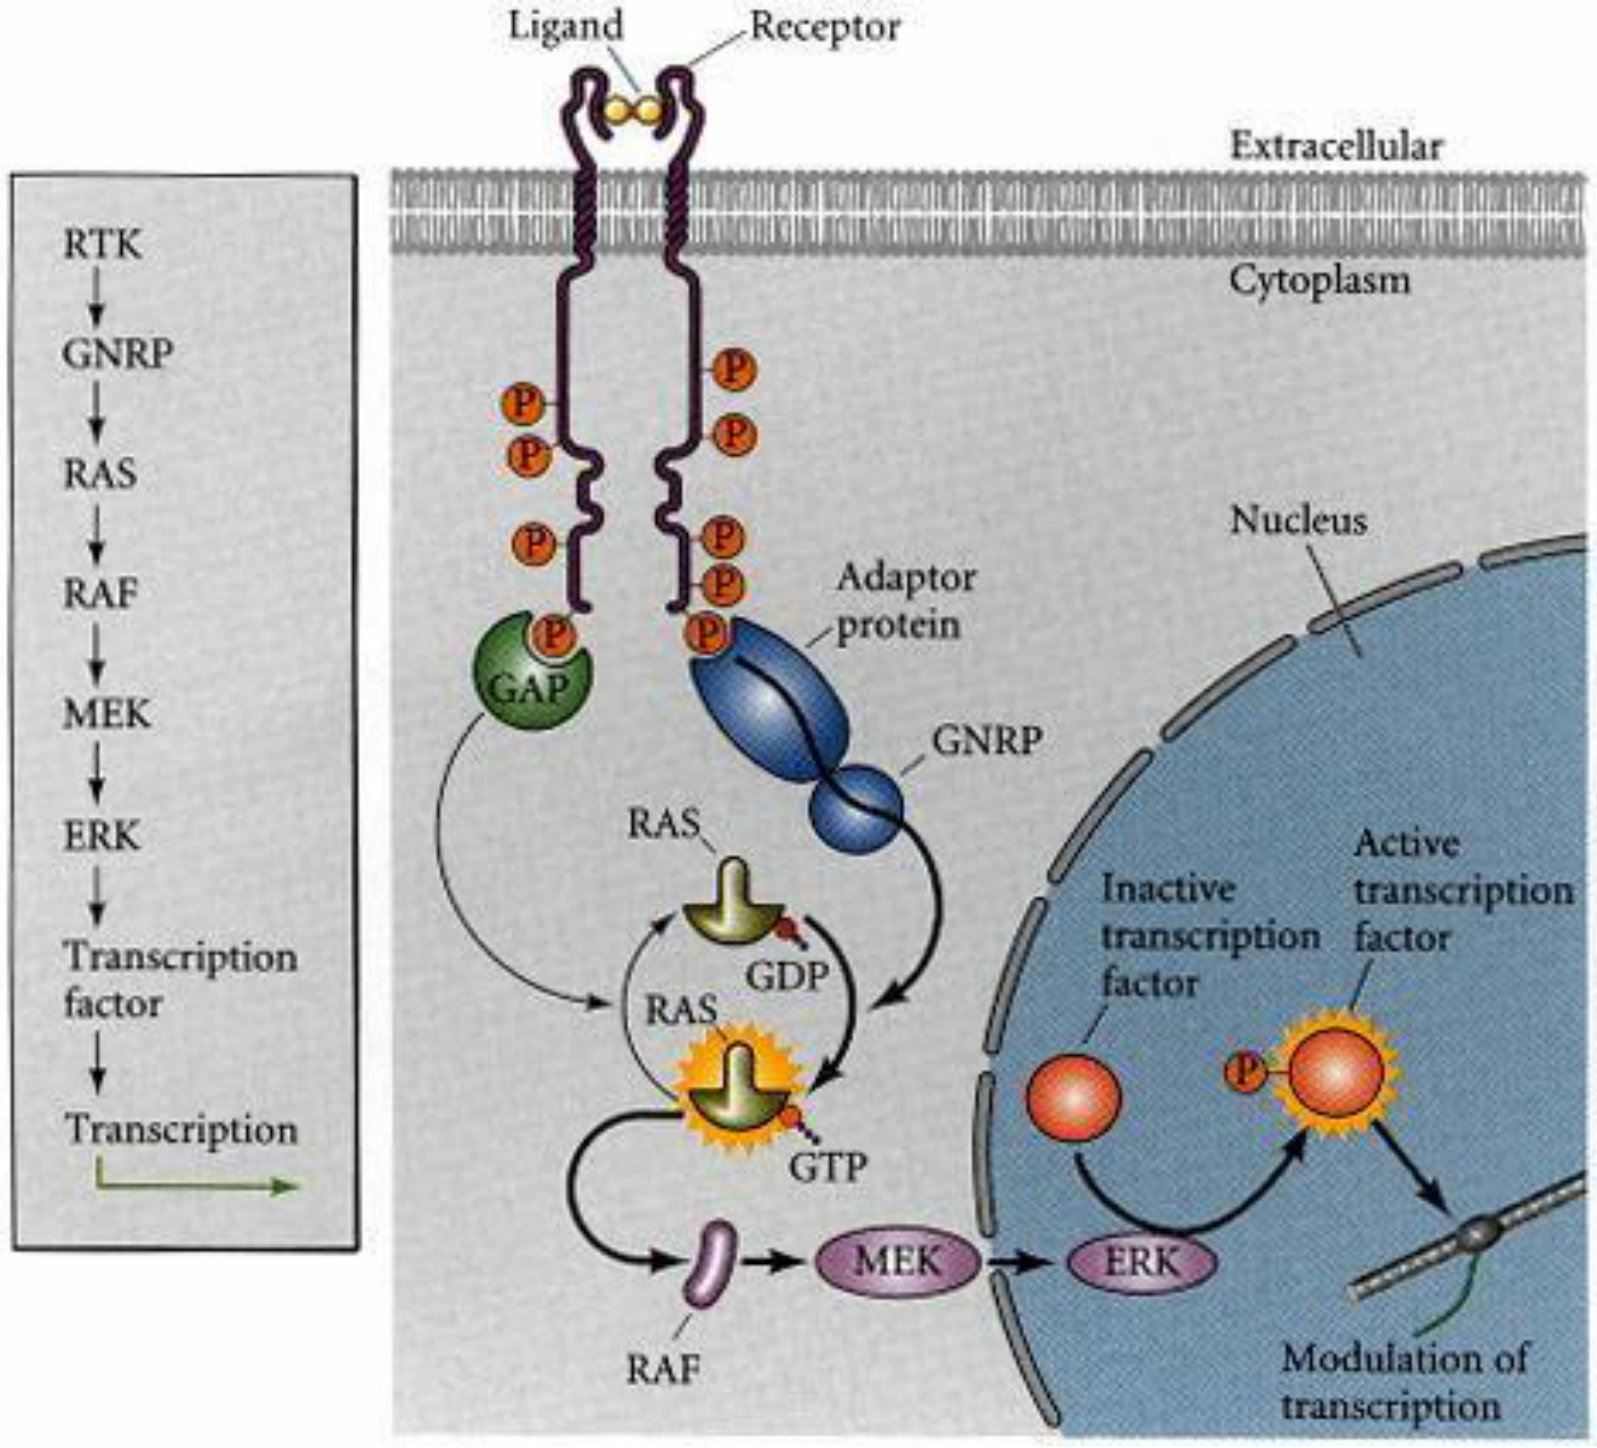 Ligand
Receptor
Extracellular
Cytoplasm
RTK
GNRP
RAS
RAF
MEK
ERK
Transcription
factor
Transcription
P
P
P
P
P
P
P
P
P
GAP
Adaptor
protein
GNRP
Nucleus
RAS
GDP
RAS
GTP
RAF
MEK
ERK
Inactive
transcription
factor
Active
transcription
factor
P
Modulation of
transcription